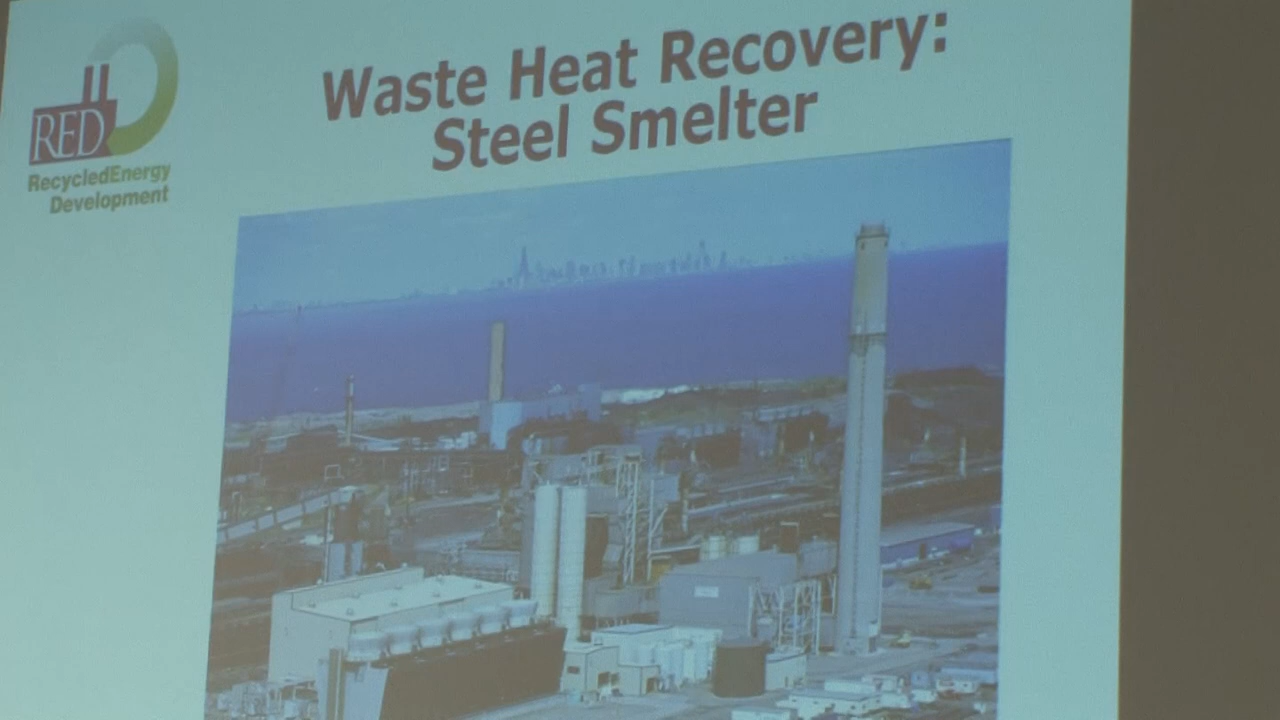 Waste Heat Recovery:
Steel Smelter
RED
RecycledEnergy
Development